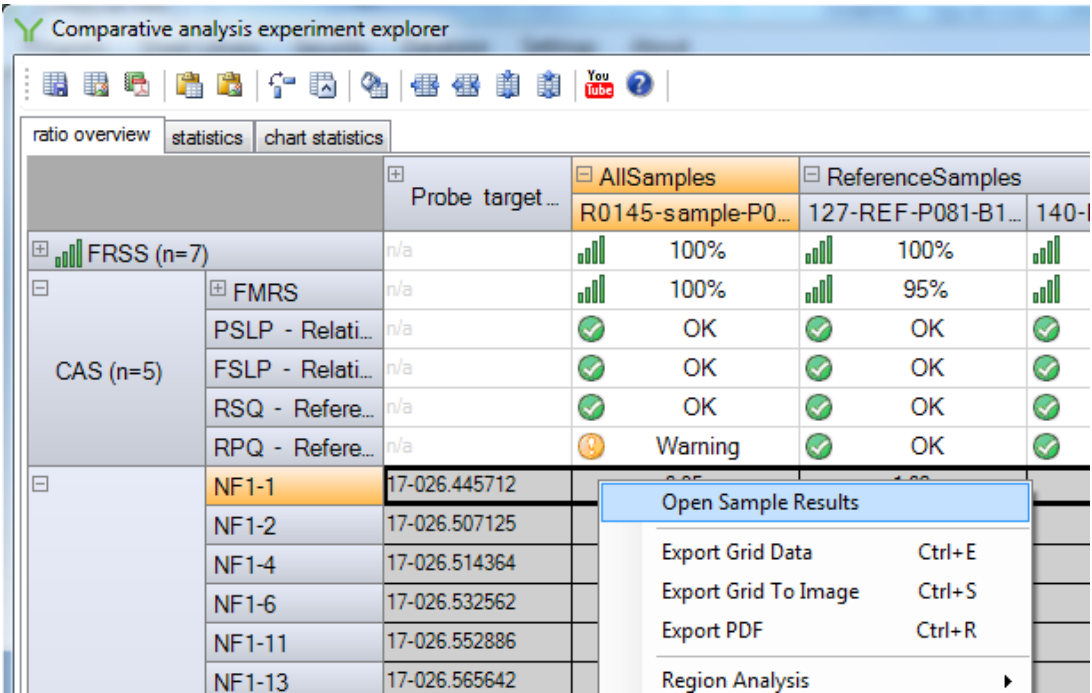 Comparative analysis experiment explorer
You Tube
ratio overview statistics chart statistics
Probe target... AllSamples ReferenceSamples
R0145-sample-P0... 127-REF-P081-B1... 140-
FRSS (n=7) n/a 100% 100%
FMRS n/a 100% 95%
PSLP - Relati... n/a OK OK
CAS (n=5) FSLP - Relati... n/a OK OK
RSQ - Refere... n/a OK OK
RPQ - Refere... n/a Warning OK
NF1-1 17-026.445712
Open Sample Results
NF1-2 17-026.507125
Export Grid Data Ctrl+E
NF1-4 17-026.514364
Export Grid To Image Ctrl+S
NF1-6 17-026.532562
Export PDF Ctrl+R
NF1-11 17-026.552886
Region Analysis
NF1-13 17-026.565642